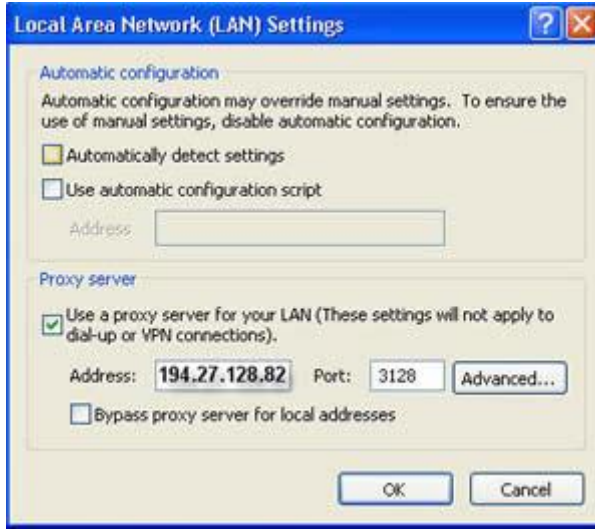 Local Area Network (LAN) Settings
Automatic configuration
Automatic configuration may override manual settings. To ensure the
use of manual settings, disable automatic configuration.
Automatically detect settings
Use automatic configuration script
Address
Proxy server
Use a proxy server for your LAN (These settings will not apply to
dial-up or VPN connections).
Address: 194.27.128.82 Port: 3128 Advanced...
Bypass proxy server for local addresses
OK Cancel